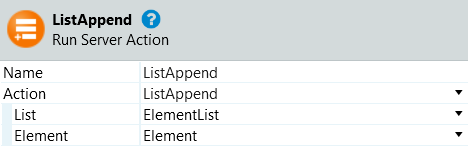 ListAppend ?
Run Server Action
Name ListAppend
Action ListAppend
List ElementList
Element Element